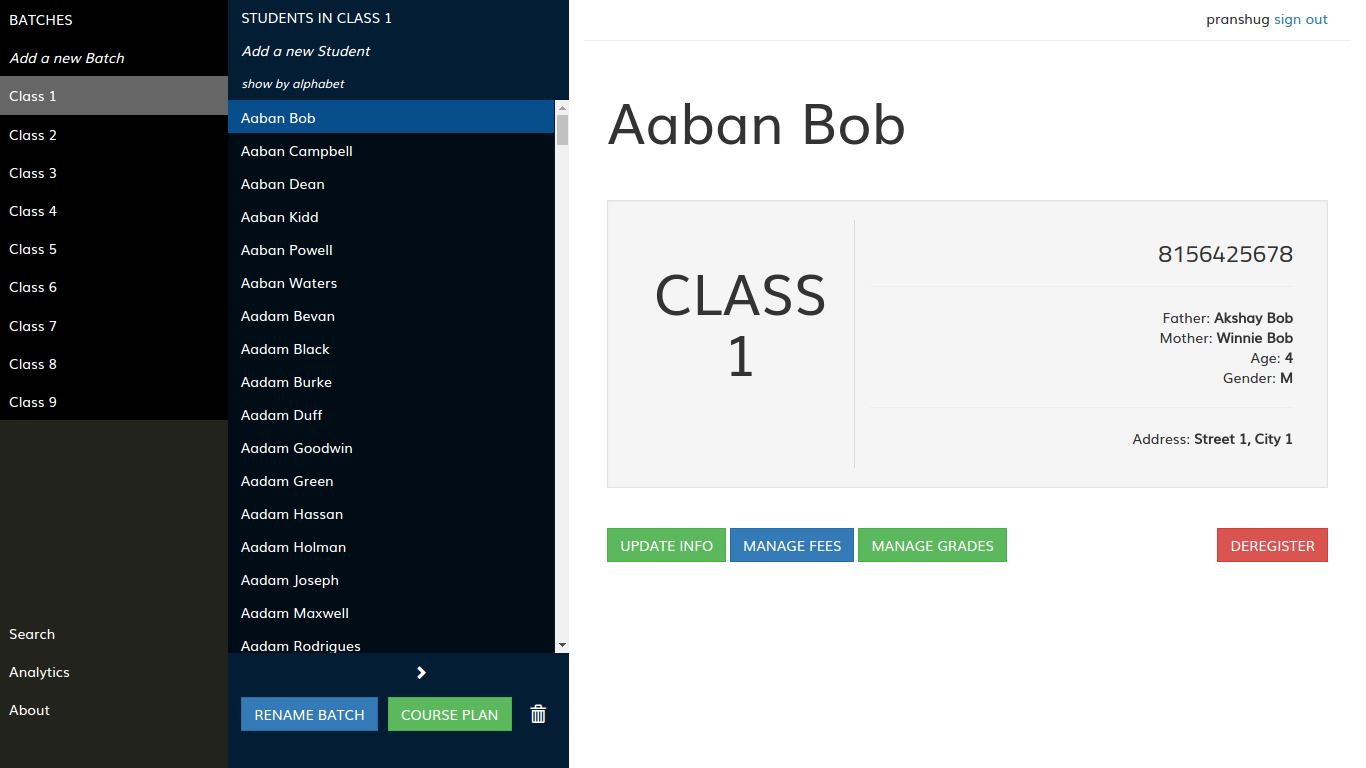 BATCHES
Add a new Batch
Class 1
Class 2
Class 3
Class 4
Class 5
Class 6
Class 7
Class 8
Class 9
Search
Analytics
About
STUDENTS IN CLASS 1
Add a new Student
show by alphabet
Aaban Bob
Aaban Campbell
Aaban Dean
Aaban Kidd
Aaban Powell
Aaban Waters
Aadam Bevan
Aadam Black
Aadam Burke
Aadam Duff
Aadam Goodwin
Aadam Green
Aadam Hassan
Aadam Holman
Aadam Joseph
Aadam Maxwell
Aadam Rodrigues
RENAME BATCH
COURSE PLAN
pranshug sign out
Aaban Bob
CLASS
1
8156425678
Father: Akshay Bob
Mother: Winnie Bob
Age: 4
Gender: M
Address: Street 1, City 1
UPDATE INFO
MANAGE FEES
MANAGE GRADES
DEREGISTER